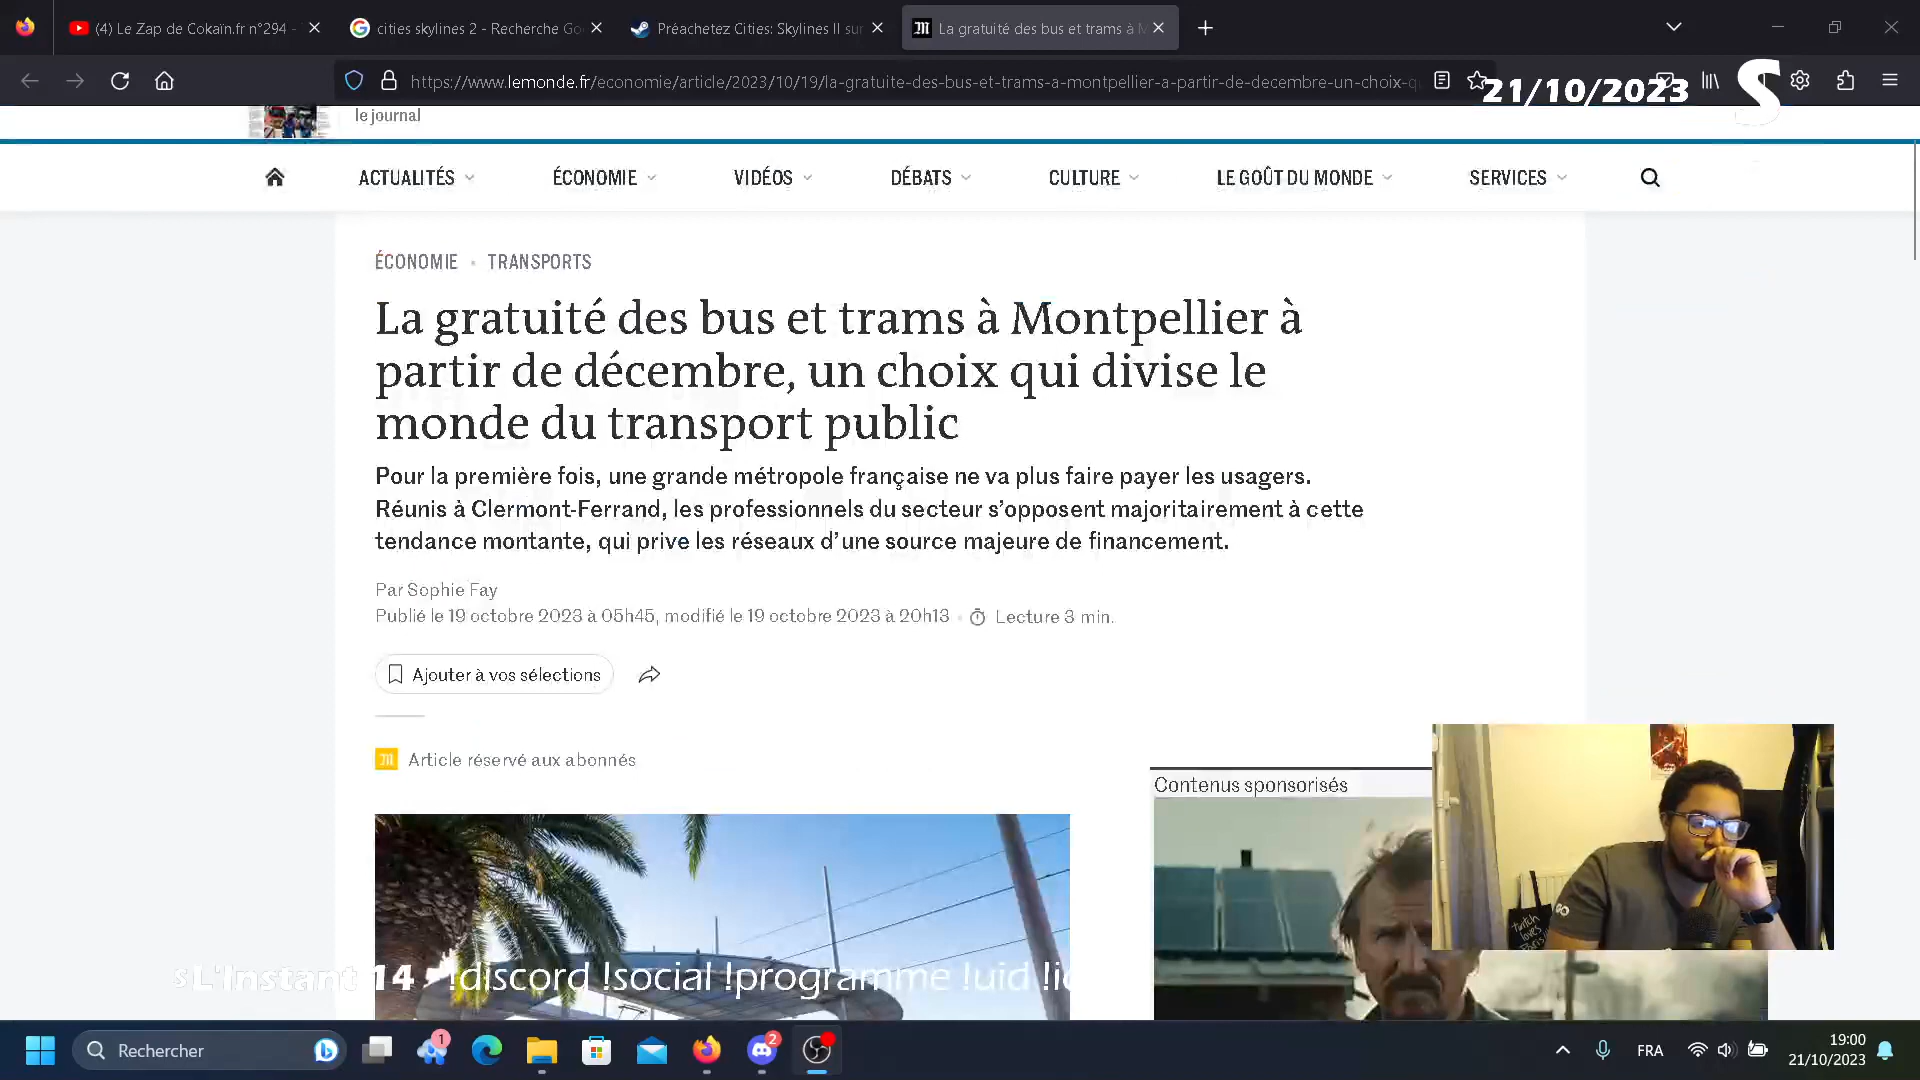 (4) Le Zap de Cokaïn.fr n°294 -
cities skylines 2 - Recherche Go
Préachetez Cities: Skylines II sur
La gratuité des bus et trams à M
https://www.lemonde.fr/economie/article/2023/10/19/la-gratuite-des-bus-et-trams-a-montpellier-a-partir-de-decembre-un-choix-q
21/10/2023
S
le journal
ACTUALITÉS
ÉCONOMIE
VIDÉOS
DÉBATS
CULTURE
LE GOÛT DU MONDE
SERVICES
ÉCONOMIE • TRANSPORTS
La gratuité des bus et trams à Montpellier à
partir de décembre, un choix qui divise le
monde du transport public
Pour la première fois, une grande métropole française ne va plus faire payer les usagers.
Réunis à Clermont-Ferrand, les professionnels du secteur s’opposent majoritairement à cette
tendance montante, qui prive les réseaux d’une source majeure de financement.
Par Sophie Fay
Publié le 19 octobre 2023 à 05h45, modifié le 19 octobre 2023 à 20h13 • Lecture 3 min.
Ajouter à vos sélections
Article réservé aux abonnés
Contenus sponsorisés
twitch
loves
Paris
sL'Instant 14 • !discord !social !programme !uid
Rechercher
1
2
FRA
19:00
21/10/2023